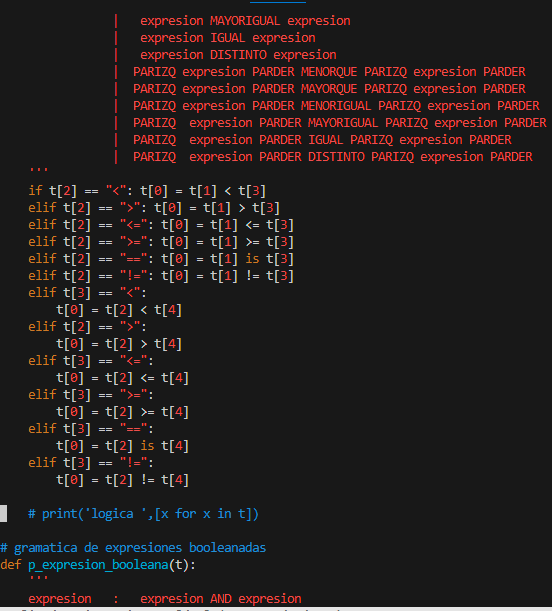 |   expresion MAYORIGUAL expresion
|   expresion IGUAL expresion
|   expresion DISTINTO expresion
|  PARIZQ expresion PARDER MENORQUE PARIZQ expresion PARDER
|  PARIZQ expresion PARDER MAYORQUE PARIZQ expresion PARDER
|  PARIZQ expresion PARDER MENORIGUAL PARIZQ expresion PARDER
|  PARIZQ  expresion PARDER MAYORIGUAL PARIZQ expresion PARDER
|  PARIZQ  expresion PARDER IGUAL PARIZQ expresion PARDER
|  PARIZQ  expresion PARDER DISTINTO PARIZQ expresion PARDER
'''
if t[2] == "<": t[0] = t[1] < t[3]
elif t[2] == ">": t[0] = t[1] > t[3]
elif t[2] == "<=": t[0] = t[1] <= t[3]
elif t[2] == ">=": t[0] = t[1] >= t[3]
elif t[2] == "==": t[0] = t[1] is t[3]
elif t[2] == "!=": t[0] = t[1] != t[3]
elif t[3] == "<":
    t[0] = t[2] < t[4]
elif t[2] == ">":
    t[0] = t[2] > t[4]
elif t[3] == "<=":
    t[0] = t[2] <= t[4]
elif t[3] == ">=":
    t[0] = t[2] >= t[4]
elif t[3] == "==":
    t[0] = t[2] is t[4]
elif t[3] == "!=":
    t[0] = t[2] != t[4]
# print('logica ',[x for x in t])
# gramatica de expresiones booleanadas
def p_expresion_booleana(t):
'''
expresion   :   expresion AND expresion